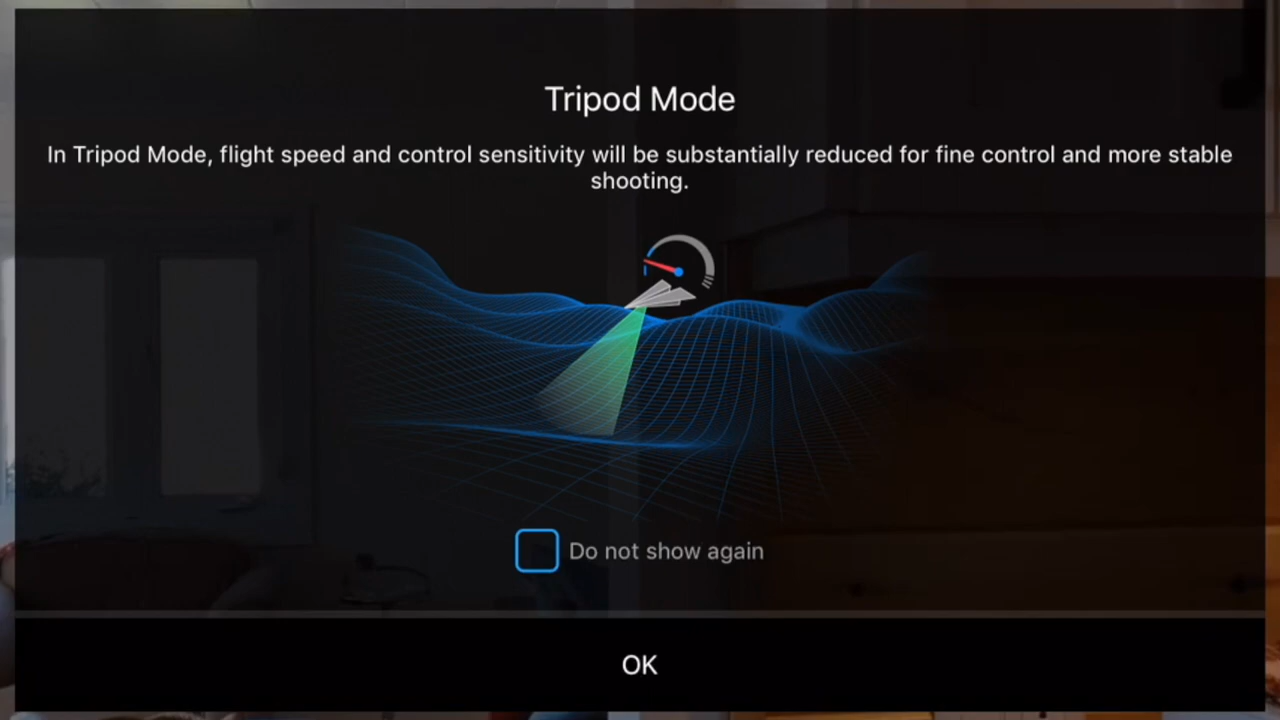 Tripod Mode
In Tripod Mode, flight speed and control sensitivity will be substantially reduced for fine control and more stable
shooting.
Do not show again
OK